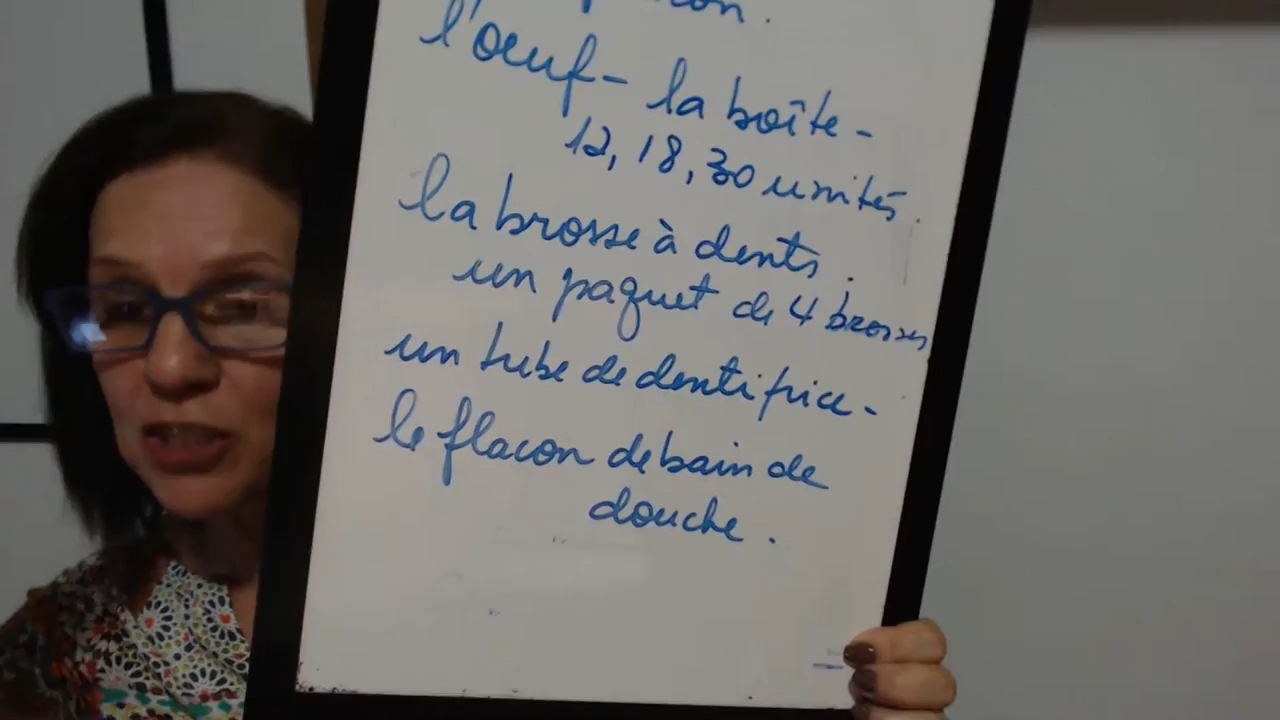 l'œuf - la boîte -
12, 18, 30 unités.
la brosse à dents.
un paquet de 4 brosses
un tube de dentifrice -
le flacon de bain de
douche.